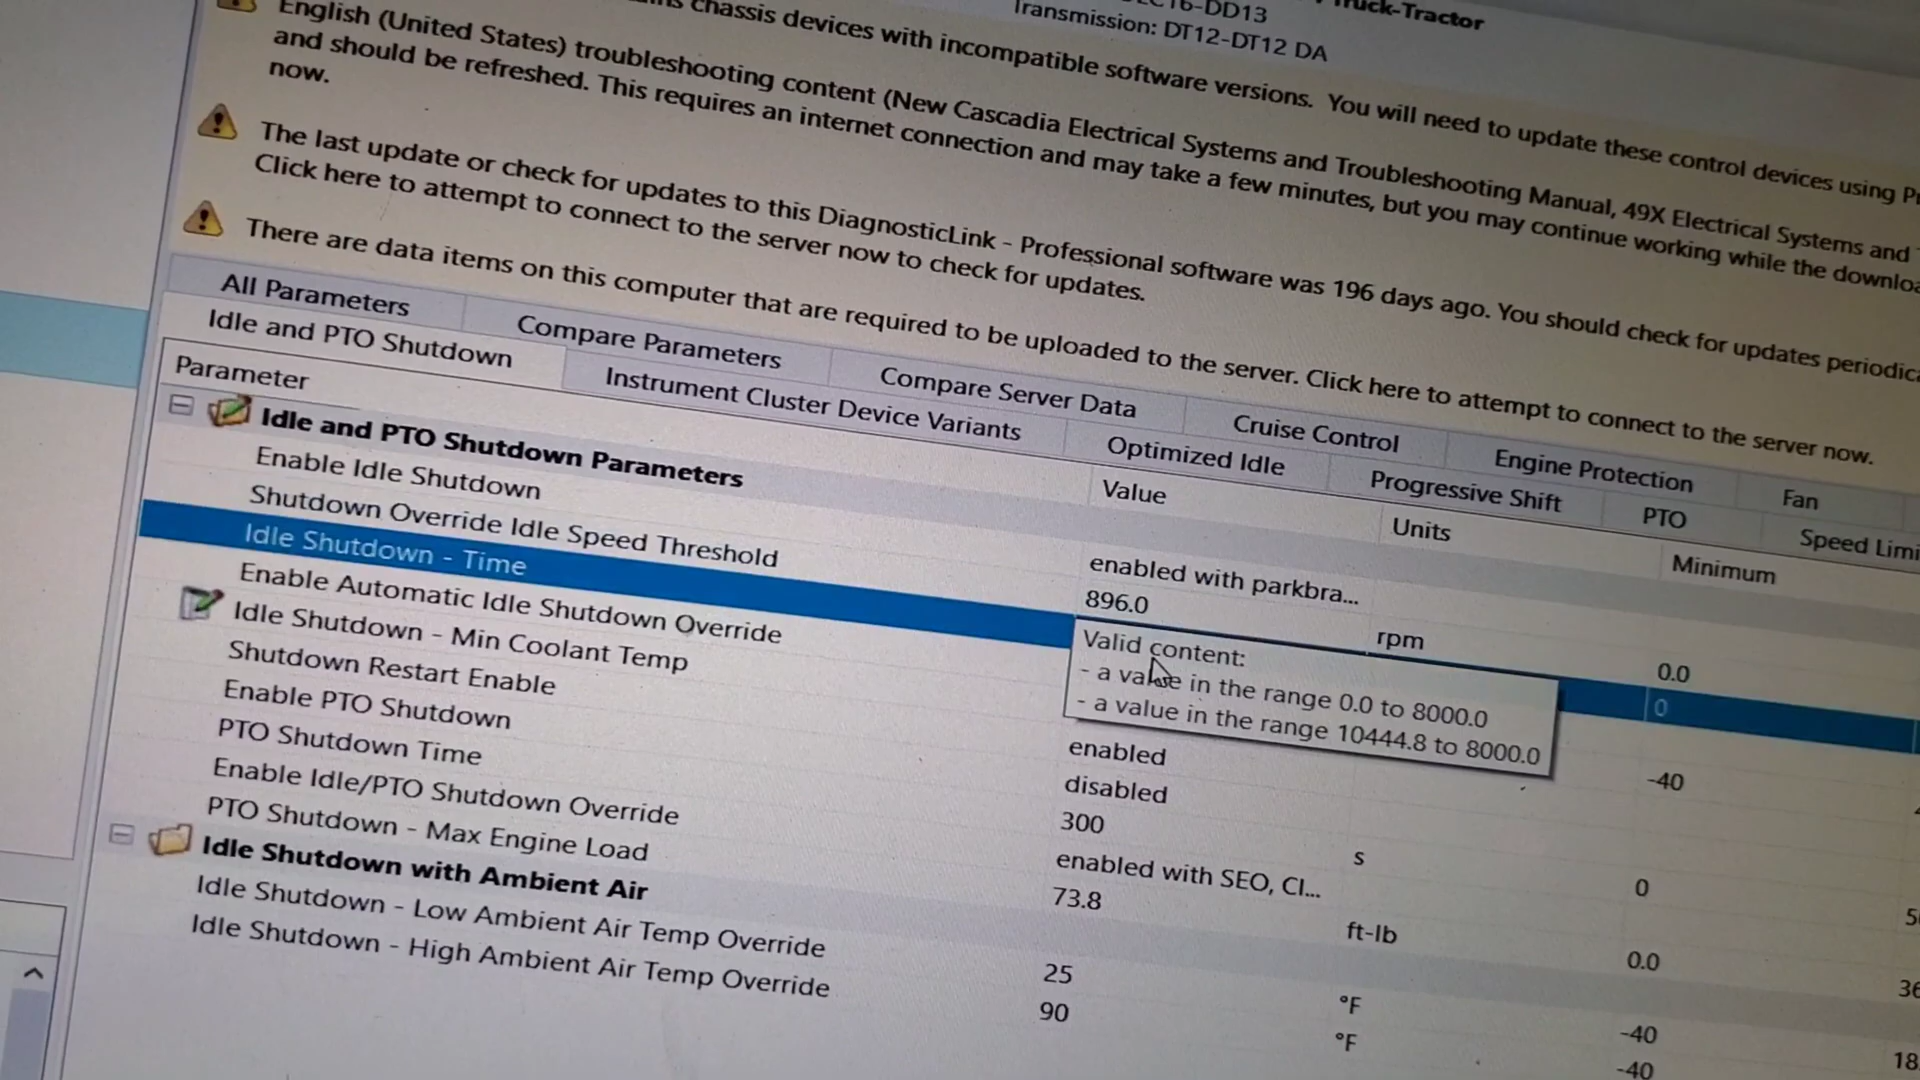 Truck-Tractor
DD13
Transmission: DT12-DT12 DA
chassis devices with incompatible software versions. You will need to update these control devices using
English (United States) troubleshooting content (New Cascadia Electrical Systems and Troubleshooting Manual, 49X Electrical Systems and
and should be refreshed. This requires an internet connection and may take a few minutes, but you may continue working while the
now.
The last update or check for updates to this DiagnosticLink - Professional software was 196 days ago. You should check for updates
Click here to attempt to connect to the server now to check for updates.
There are data items on this computer that are required to be uploaded to the server. Click here to attempt to connect to the server now.
All Parameters Compare Parameters Compare Server Data Cruise Control Engine Protection Fan
Idle and PTO Shutdown Instrument Cluster Device Variants Optimized Idle Progressive Shift PTO Speed
Parameter Value Units Minimum
Idle and PTO Shutdown Parameters
Enable Idle Shutdown enabled with parkbra...
Shutdown Override Idle Speed Threshold 896.0 rpm 0.0
Idle Shutdown - Time 0
Valid content:
- a value in the range 0.0 to 8000.0
- a value in the range 10444.8 to 8000.0
Enable Automatic Idle Shutdown Override
Idle Shutdown - Min Coolant Temp -40
Shutdown Restart Enable enabled
Enable PTO Shutdown disabled
PTO Shutdown Time 300 s 0
Enable Idle/PTO Shutdown Override enabled with SEO, Cl...
PTO Shutdown - Max Engine Load 73.8 ft-lb 0.0
Idle Shutdown with Ambient Air
Idle Shutdown - Low Ambient Air Temp Override 25 °F -40
Idle Shutdown - High Ambient Air Temp Override 90 °F -40